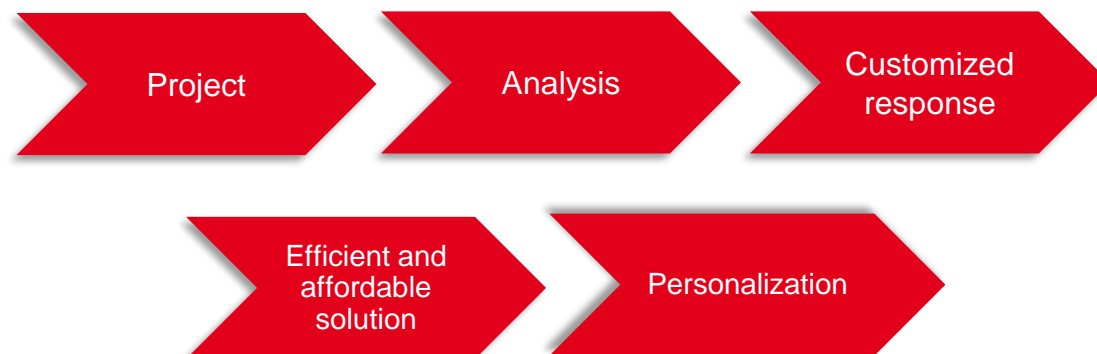 Project
Analysis
Customized
response
Efficient and
affordable
solution
Personalization